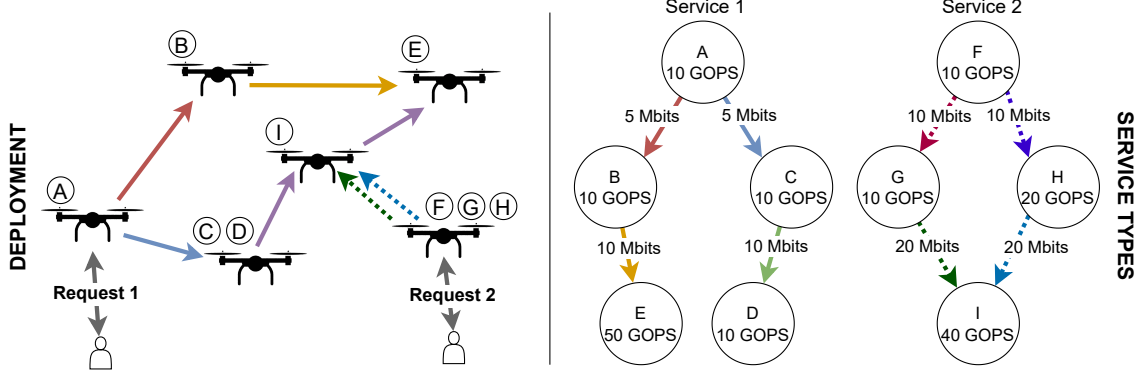 DEPLOYMENT
B
E
I
A
C D
F G H
Request 1
Request 2
Service 1
Service 2
A
10 GOPS
F
10 GOPS
5 Mbits
5 Mbits
10 Mbits
10 Mbits
B
10 GOPS
C
10 GOPS
G
10 GOPS
H
20 GOPS
10 Mbits
10 Mbits
20 Mbits
20 Mbits
E
50 GOPS
D
10 GOPS
I
40 GOPS
SERVICE TYPES